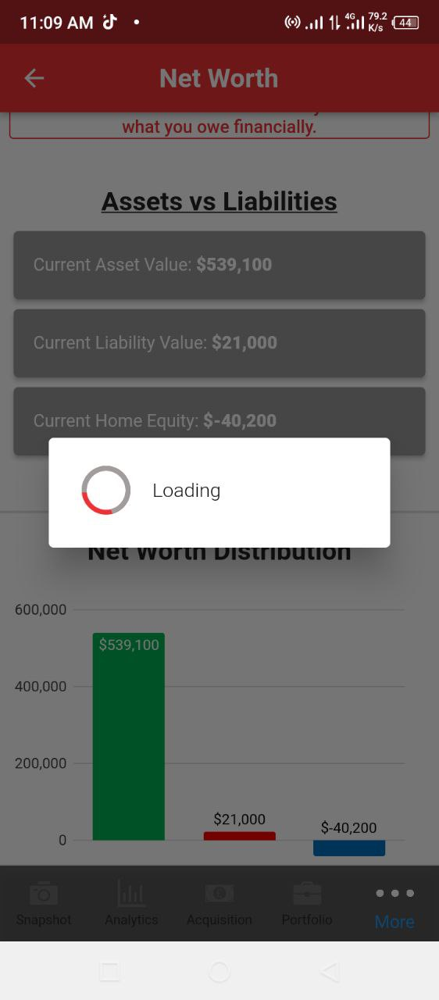 11:09 AM
4G 79.2 K/s 44
Net Worth
what you owe financially.
Assets vs Liabilities
Current Asset Value: $539,100
Current Liability Value: $21,000
Current Home Equity: $-40,200
Loading
Net Worth Distribution
600,000
$539,100
400,000
200,000
$21,000
$-40,200
0
Snapshot Analytics Acquisition Portfolio More